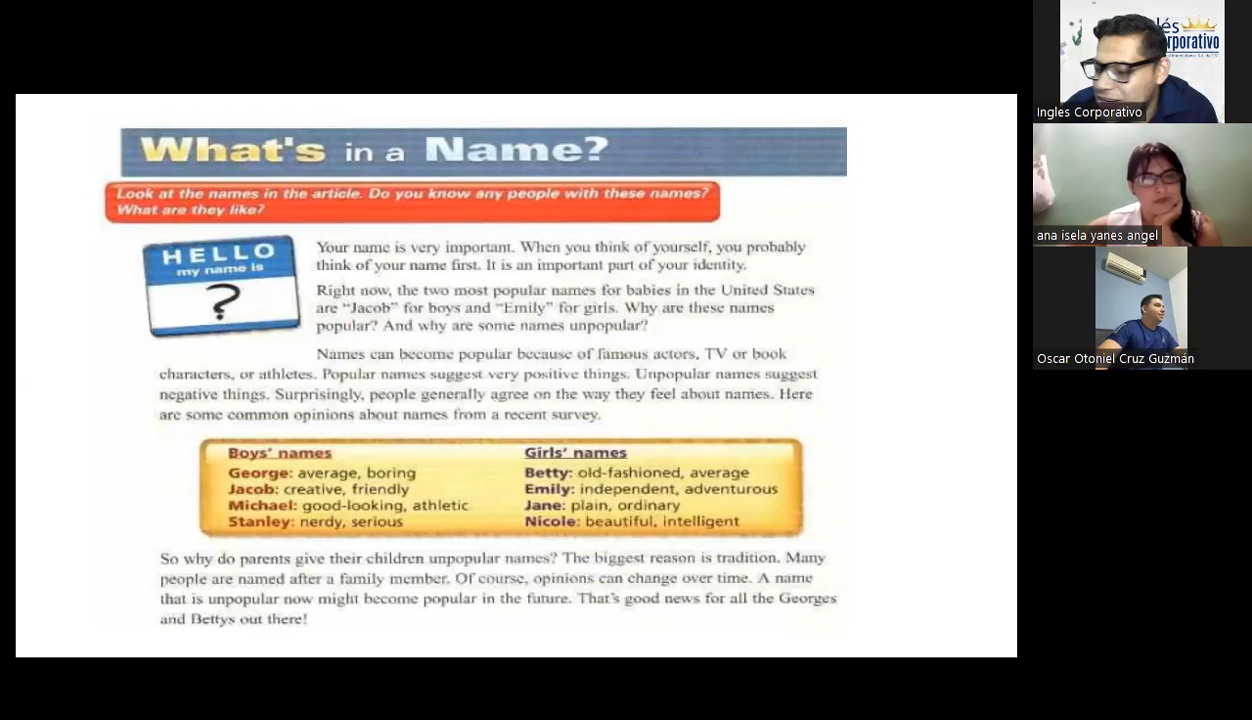 What's in a Name?
Look at the names in the article. Do you know any people with these names?
What are they like?
HELLO
my name is
?
Your name is very important. When you think of yourself, you probably
think of your name first. It is an important part of your identity.
Right now, the two most popular names for babies in the United States
are "Jacob" for boys and "Emily" for girls. Why are these names
popular? And why are some names unpopular?
Names can become popular because of famous actors, TV or book
characters, or athletes. Popular names suggest very positive things. Unpopular names suggest
negative things. Surprisingly, people generally agree on the way they feel about names. Here
are some common opinions about names from a recent survey.
Boys' names
George: average, boring
Jacob: creative, friendly
Michael: good-looking, athletic
Stanley: nerdy, serious
Girls' names
Betty: old-fashioned, average
Emily: independent, adventurous
Jane: plain, ordinary
Nicole: beautiful, intelligent
So why do parents give their children unpopular names? The biggest reason is tradition. Many
people are named after a family member. Of course, opinions can change over time. A name
that is unpopular now might become popular in the future. That's good news for all the Georges
and Bettys out there!
lés
rporativo
Ingles Corporativo
ana isela yanes angel
Oscar Otoniel Cruz Guzmán